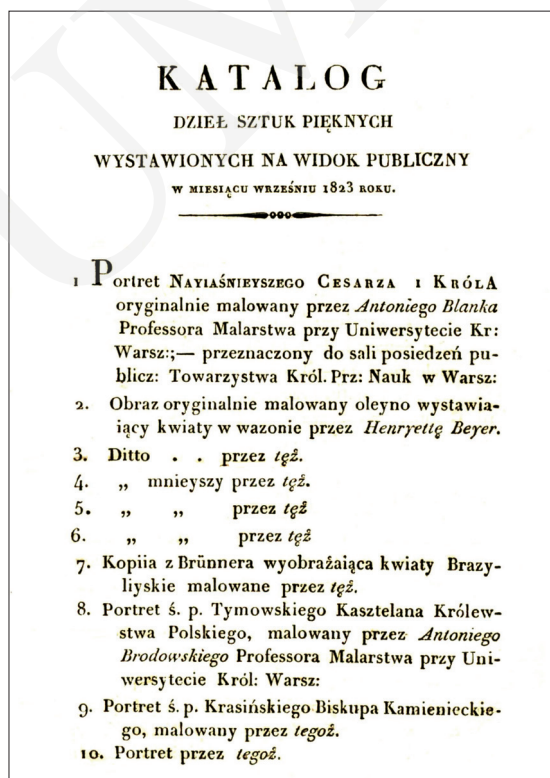 KATALOG
DZIEŁ SZTUK PIĘKNYCH
WYSTAWIONYCH NA WIDOK PUBLICZNY
W MIESIĄCU WRZEŚNIU 1823 ROKU.
1 Portret NAYIAŚNIEYSZEGO CESARZA I KRÓLA
oryginalnie malowany przez Antoniego Blanka
Professora Malarstwa przy Uniwersytecie Kr:
Warsz:;— przeznaczony do sali posiedzeń pu-
blicz: Towarzystwa Król. Prz: Nauk w Warsz:
2. Obraz oryginalnie malowany oleyno wystawia-
iący kwiaty w wazonie przez Henryettę Beyer.
3. Ditto . . przez tęż.
4. „ mnieyszy przez tęż.
5. „ „ przez tęż
6. „ „ przez tęż
7. Kopiia z Brünnera wyobrażaiąca kwiaty Brazy-
liyskie malowane przez tęż.
8. Portret ś. p. Tymowskiego Kasztelana Królew-
stwa Polskiego, malowany przez Antoniego
Brodowskiego Professora Malarstwa przy Uni-
wersytecie Król: Warsz:
9. Portret ś. p. Krasińskiego Biskupa Kamienieckie-
go, malowany przez tegoż.
10. Portret przez tegoż.